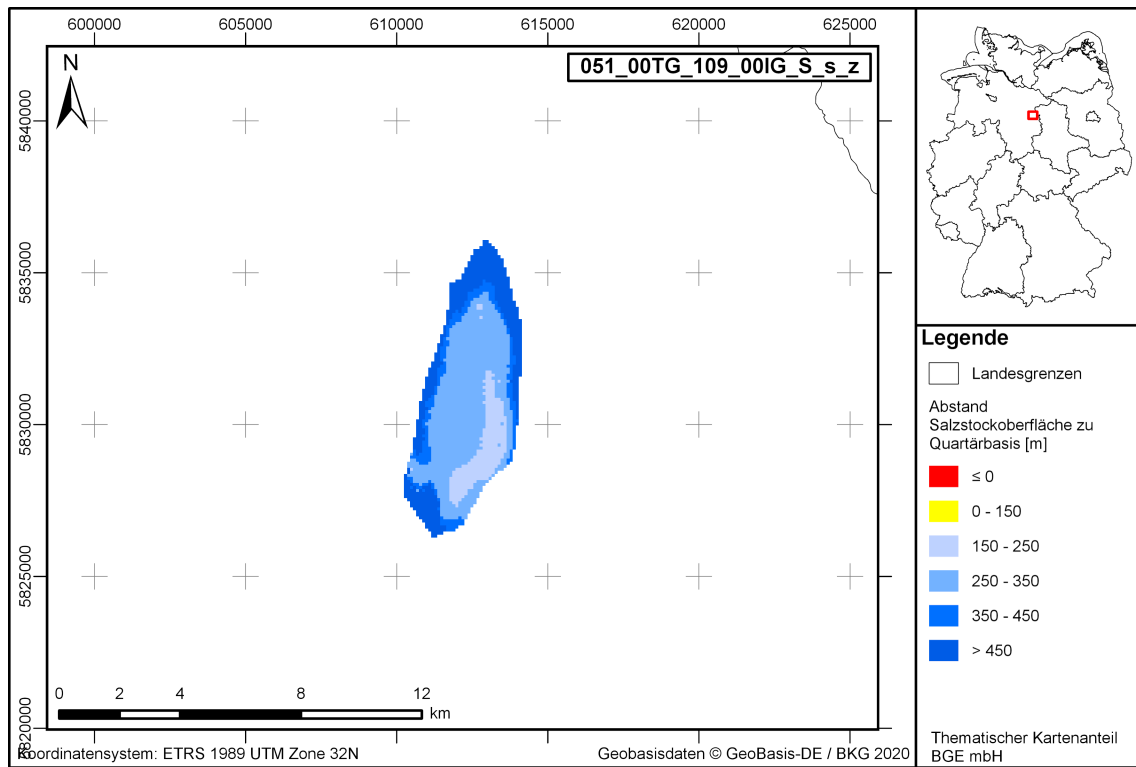 600000 605000 610000 615000 620000 625000
051_00TG_109_00IG_S_s_z
N
5840000
5835000
5830000
5825000
5820000
0 2 4 8 12
km
Koordinatensystem: ETRS 1989 UTM Zone 32N
Geobasisdaten © GeoBasis-DE / BKG 2020
Legende
Landesgrenzen
Abstand
Salzstockoberfläche zu
Quartärbasis [m]
≤ 0
0 - 150
150 - 250
250 - 350
350 - 450
> 450
Thematischer Kartenanteil
BGE mbH